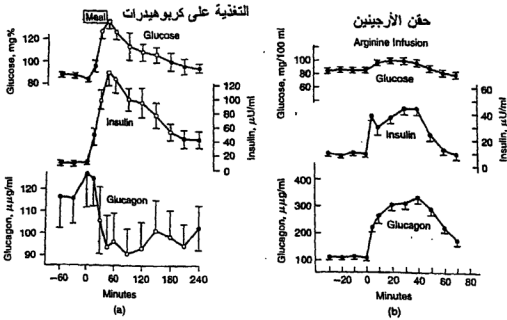 التغذية على كربوهيدرات
Meal
Glucose
Glucose, mg%
120
100
80
Insulin
Insulin, μU/ml
120
100
80
60
40
20
0
Glucagon
Glucagon, μμg/ml
120
110
100
90
-60 0 60 120 180 240
Minutes
(a)
حقن الأرجينين
Arginine Infusion
Glucose
Glucose, mg/100 ml
120
100
80
60
Insulin
Insulin, μU/ml
60
40
20
0
Glucagon
Glucagon, μμg/ml
400
300
200
100
-20 0 20 40 60 80
Minutes
(b)